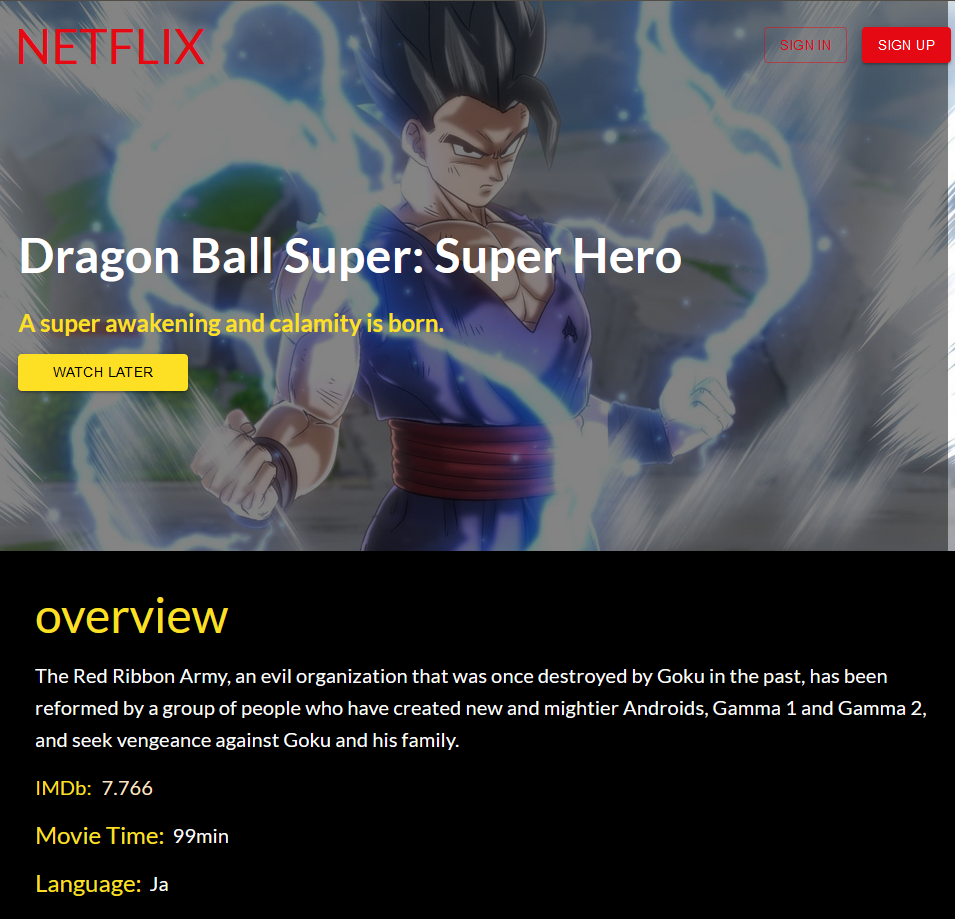 NETFLIX
SIGN IN
SIGN UP
Dragon Ball Super: Super Hero
A super awakening and calamity is born.
WATCH LATER
overview
The Red Ribbon Army, an evil organization that was once destroyed by Goku in the past, has been
reformed by a group of people who have created new and mightier Androids, Gamma 1 and Gamma 2,
and seek vengeance against Goku and his family.
IMDb: 7.766
Movie Time: 99min
Language: Ja